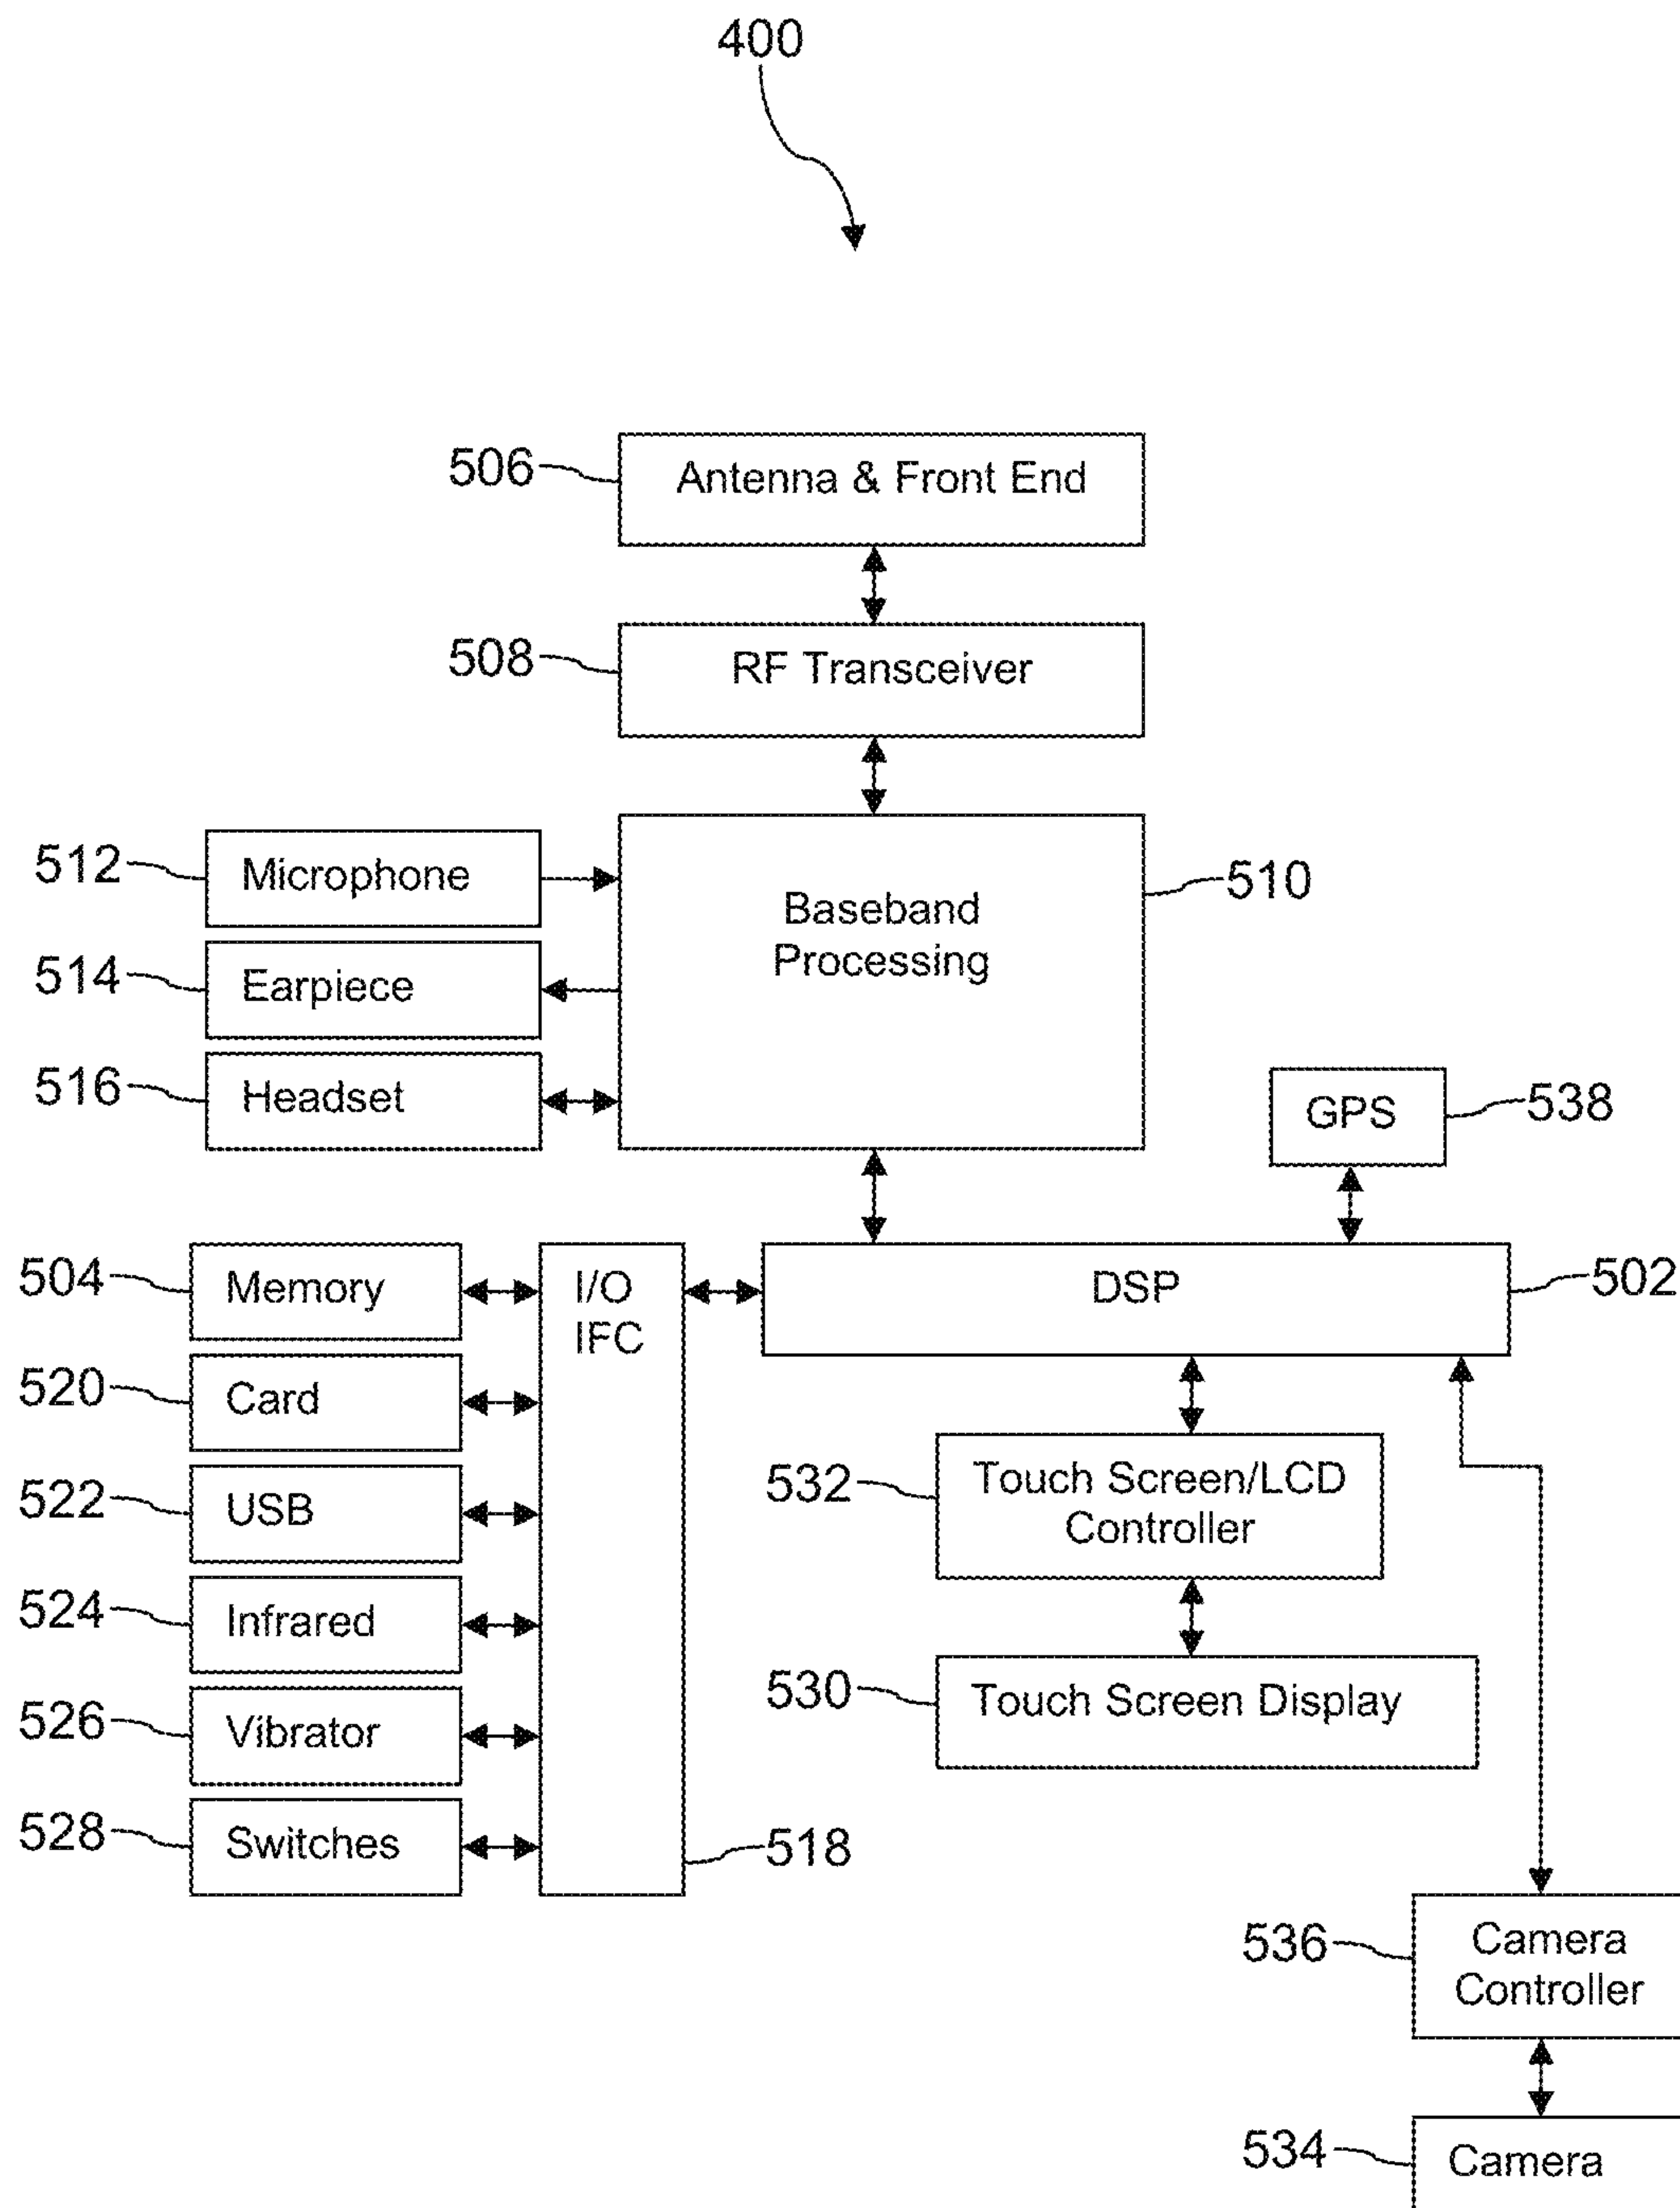 400
506
Antenna & Front End
508
RF Transceiver
512
Microphone
Baseband
Processing
510
514
Earpiece
516
Headset
GPS
538
504
Memory
I/O
IFC
DSP
502
520
Card
522
USB
532
Touch Screen/LCD
Controller
524
Infrared
526
Vibrator
530
Touch Screen Display
528
Switches
518
536
Camera
Controller
534
Camera